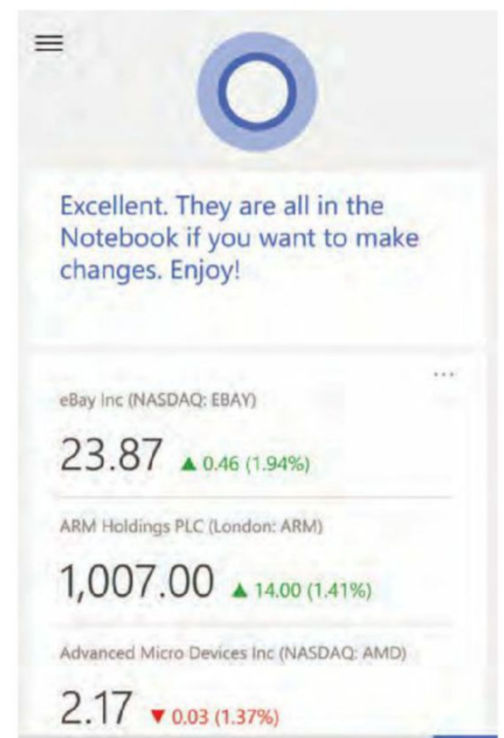 Excellent. They are all in the
Notebook if you want to make
changes. Enjoy!
...
eBay Inc (NASDAQ: EBAY)
23.87 ▲ 0.46 (1.94%)
ARM Holdings PLC (London: ARM)
1,007.00 ▲ 14.00 (1.41%)
Advanced Micro Devices Inc (NASDAQ: AMD)
2.17 ▼ 0.03 (1.37%)